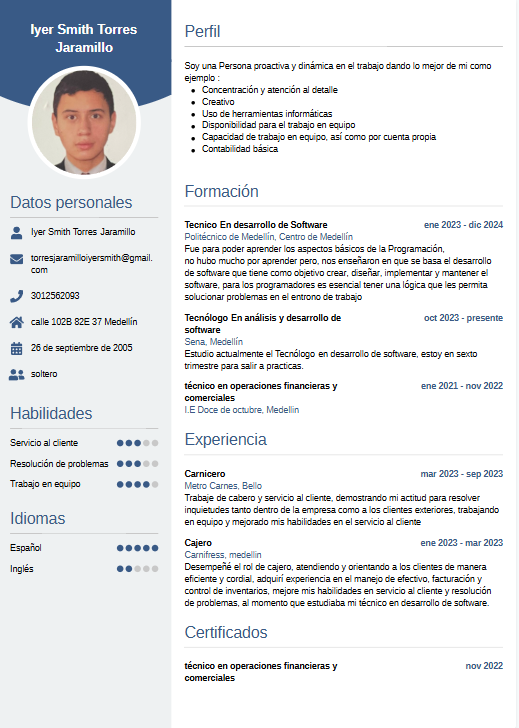 Iyer Smith Torres
Jaramillo
Datos personales
Iyer Smith Torres Jaramillo
torresjaramilloiyersmith@gmail.
com
3012562093
calle 102B 82E 37 Medellín
26 de septiembre de 2005
soltero
Habilidades
Servicio al cliente
Resolución de problemas
Trabajo en equipo
Idiomas
Español
Inglés
Perfil
Soy una Persona proactiva y dinámica en el trabajo dando lo mejor de mi como
ejemplo :
• Concentración y atención al detalle
• Creativo
• Uso de herramientas informáticas
• Disponibilidad para el trabajo en equipo
• Capacidad de trabajo en equipo, así como por cuenta propia
• Contabilidad básica
Formación
Tecnico En desarrollo de Software ene 2023 - dic 2024
Politécnico de Medellín, Centro de Medellín
Fue para poder aprender los aspectos básicos de la Programación,
no hubo mucho por aprender pero, nos enseñaron en que se basa el desarrollo
de software que tiene como objetivo crear, diseñar, implementar y mantener el
software, para los programadores es esencial tener una lógica que les permita
solucionar problemas en el entrono de trabajo
Tecnólogo En análisis y desarrollo de oct 2023 - presente
software
Sena, Medellín
Estudio actualmente el Tecnólogo en desarrollo de software, estoy en sexto
trimestre para salir a practicas.
técnico en operaciones financieras y ene 2021 - nov 2022
comerciales
I.E Doce de octubre, Medellin
Experiencia
Carnicero mar 2023 - sep 2023
Metro Carnes, Bello
Trabaje de cabero y servicio al cliente, demostrando mi actitud para resolver
inquietudes tanto dentro de la empresa como a los clientes exteriores, trabajando
en equipo y mejorado mis habilidades en el servicio al cliente
Cajero ene 2023 - mar 2023
Carnifress, medellin
Desempeñé el rol de cajero, atendiendo y orientando a los clientes de manera
eficiente y cordial, adquirí experiencia en el manejo de efectivo, facturación y
control de inventarios, mejore mis habilidades en servicio al cliente y resolución
de problemas, al momento que estudiaba mi técnico en desarrollo de software.
Certificados
técnico en operaciones financieras y nov 2022
comerciales